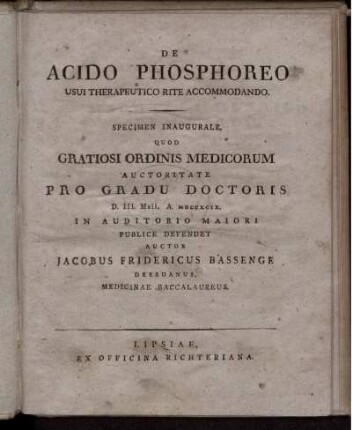 DE
ACIDO PHOSPHOREO
USUI THERAPEUTICO RITE ACCOMMODANDO.
SPECIMEN INAUGURALE,
QUOD
GRATIOSI ORDINIS MEDICORUM
AUCTORITATE
PRO GRADU DOCTORIS
D. III. Maii. A. MDCCXCIX.
IN AUDITORIO MAIORI
PUBLICE DEFENDET
AUCTOR
JACOBUS FRIDERICUS BASSENGE
DRESDANUS,
MEDICINAE BACCALAUREUS.
LIPSIAE,
EX OFFICINA RICHTERIANA.